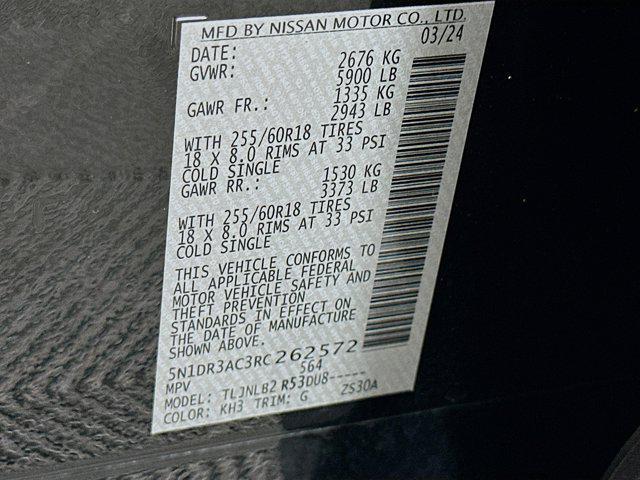 MFD BY NISSAN MOTOR CO., LTD.
DATE: 03/24
GVWR: 2676 KG
5900 LB
GAWR FR.: 1335 KG
2943 LB
WITH 255/60R18 TIRES
18 X 8.0 RIMS AT 33 PSI
COLD SINGLE
GAWR RR.: 1530 KG
3373 LB
WITH 255/60R18 TIRES
18 X 8.0 RIMS AT 33 PSI
COLD SINGLE
THIS VEHICLE CONFORMS TO
ALL APPLICABLE FEDERAL
MOTOR VEHICLE SAFETY AND
THEFT PREVENTION
STANDARDS IN EFFECT ON
THE DATE OF MANUFACTURE
SHOWN ABOVE.
5N1DR3AC3RC262572
MPV 564
MODEL: TLJNLB2 R53DU8-----
COLOR: KH3 TRIM: G ZS30A